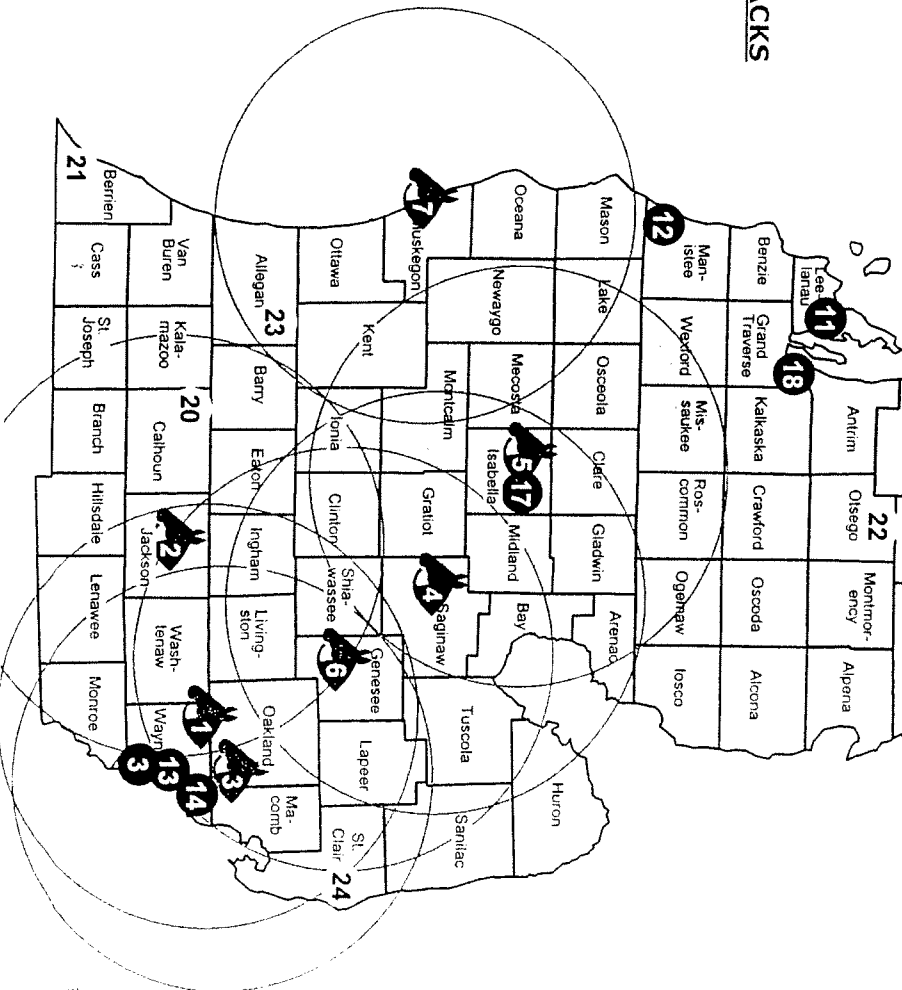 ACKS
22
Antrim
Otsego
Montmor-
ency
Alpena
Lee-
lanau
11
18
Benzie
Grand
Traverse
Kalkaska
Crawford
Oscoda
Alcona
12
Man-
istee
Wexford
Mis-
saukee
Ros-
common
Ogemaw
Iosco
Mason
Lake
Osceola
Clare
Gladwin
Arenac
Oceana
Newaygo
Mecosta
Isabella
5
17
Midland
Bay
Huron
7
Muskegon
Montcalm
Gratiot
4
Saginaw
Tuscola
Sanilac
Ottawa
Kent
Ionia
Clinton
Shia-
wassee
6
Genesee
Lapeer
St.
Clair
24
Allegan
23
Barry
Eaton
Ingham
Living-
ston
Oakland
Ma-
comb
Van
Buren
Kala-
mazoo
20
Calhoun
2
Jackson
Wash-
tenaw
1
Wayn
3
3
13
14
Berrien
21
Cass
St.
Joseph
Branch
Hillsdale
Lenawee
Monroe